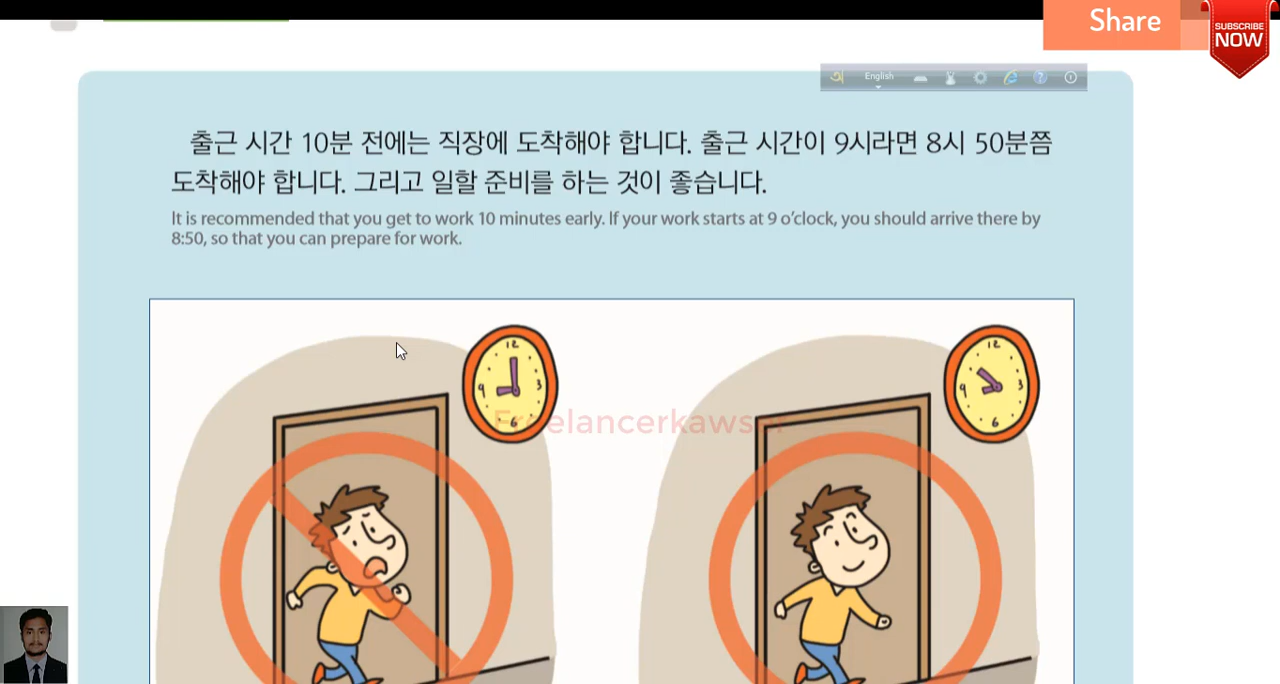 Share
SUBSCRIBE
NOW
English
출근 시간 10분 전에는 직장에 도착해야 합니다. 출근 시간이 9시라면 8시 50분쯤
도착해야 합니다. 그리고 일할 준비를 하는 것이 좋습니다.
It is recommended that you get to work 10 minutes early. If your work starts at 9 o’clock, you should arrive there by
8:50, so that you can prepare for work.
12
9 3
6
12
9 3
6
Freelancerkawser